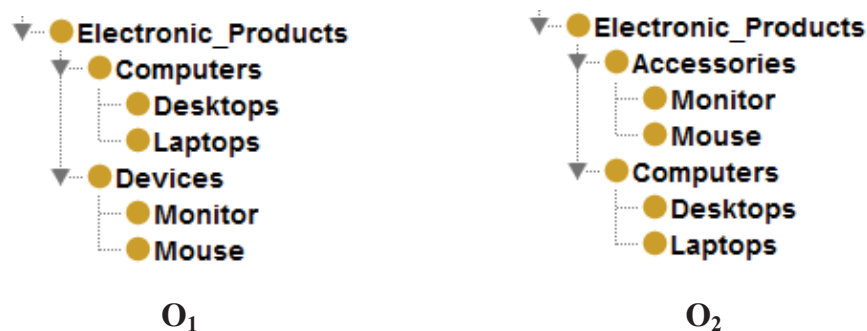 Electronic_Products
Computers
Desktops
Laptops
Devices
Monitor
Mouse
O₁
Electronic_Products
Accessories
Monitor
Mouse
Computers
Desktops
Laptops
O₂